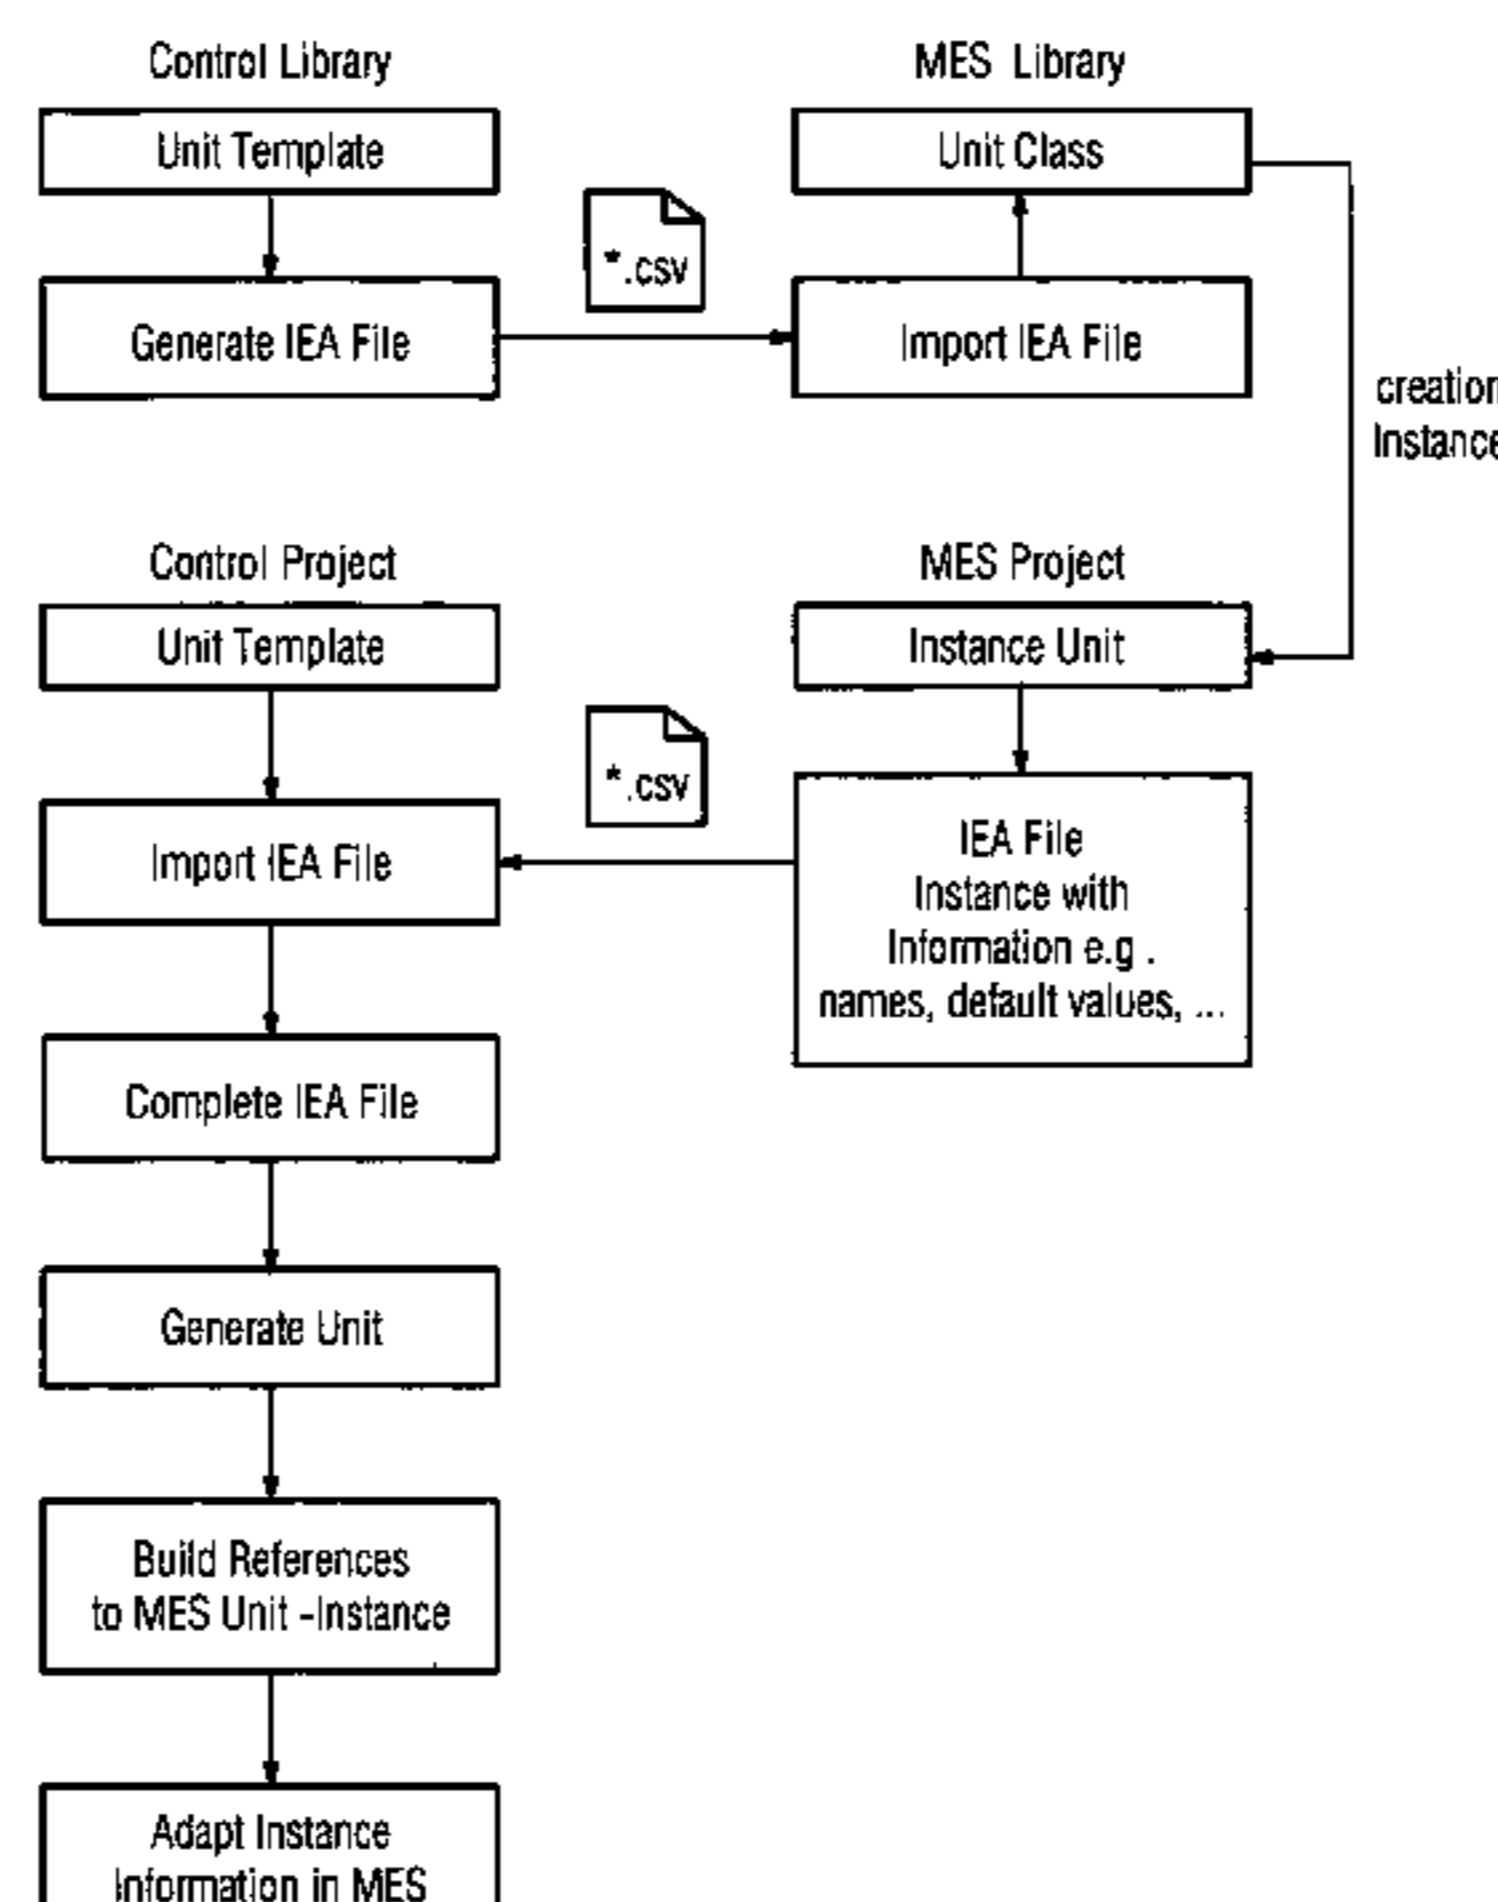 Control Library
MES Library
Unit Template
Unit Class
*.csv
Generate IEA File
Import IEA File
creation
Instance
Control Project
MES Project
Unit Template
Instance Unit
*.csv
Import IEA File
IEA File
Instance with
Information e.g .
names, default values, ...
Complete IEA File
Generate Unit
Build References
to MES Unit -Instance
Adapt Instance
Information in MES